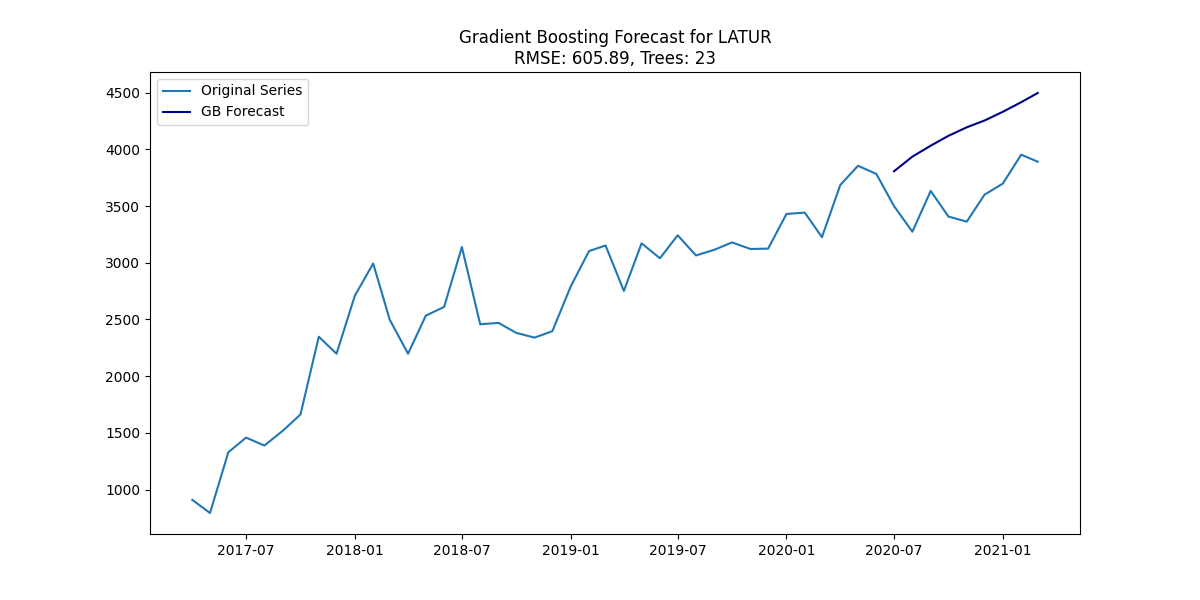 Gradient Boosting Forecast for LATUR
RMSE: 605.89, Trees: 23
Original Series
GB Forecast
4500
4000
3500
3000
2500
2000
1500
1000
2017-07 2018-01 2018-07 2019-01 2019-07 2020-01 2020-07 2021-01